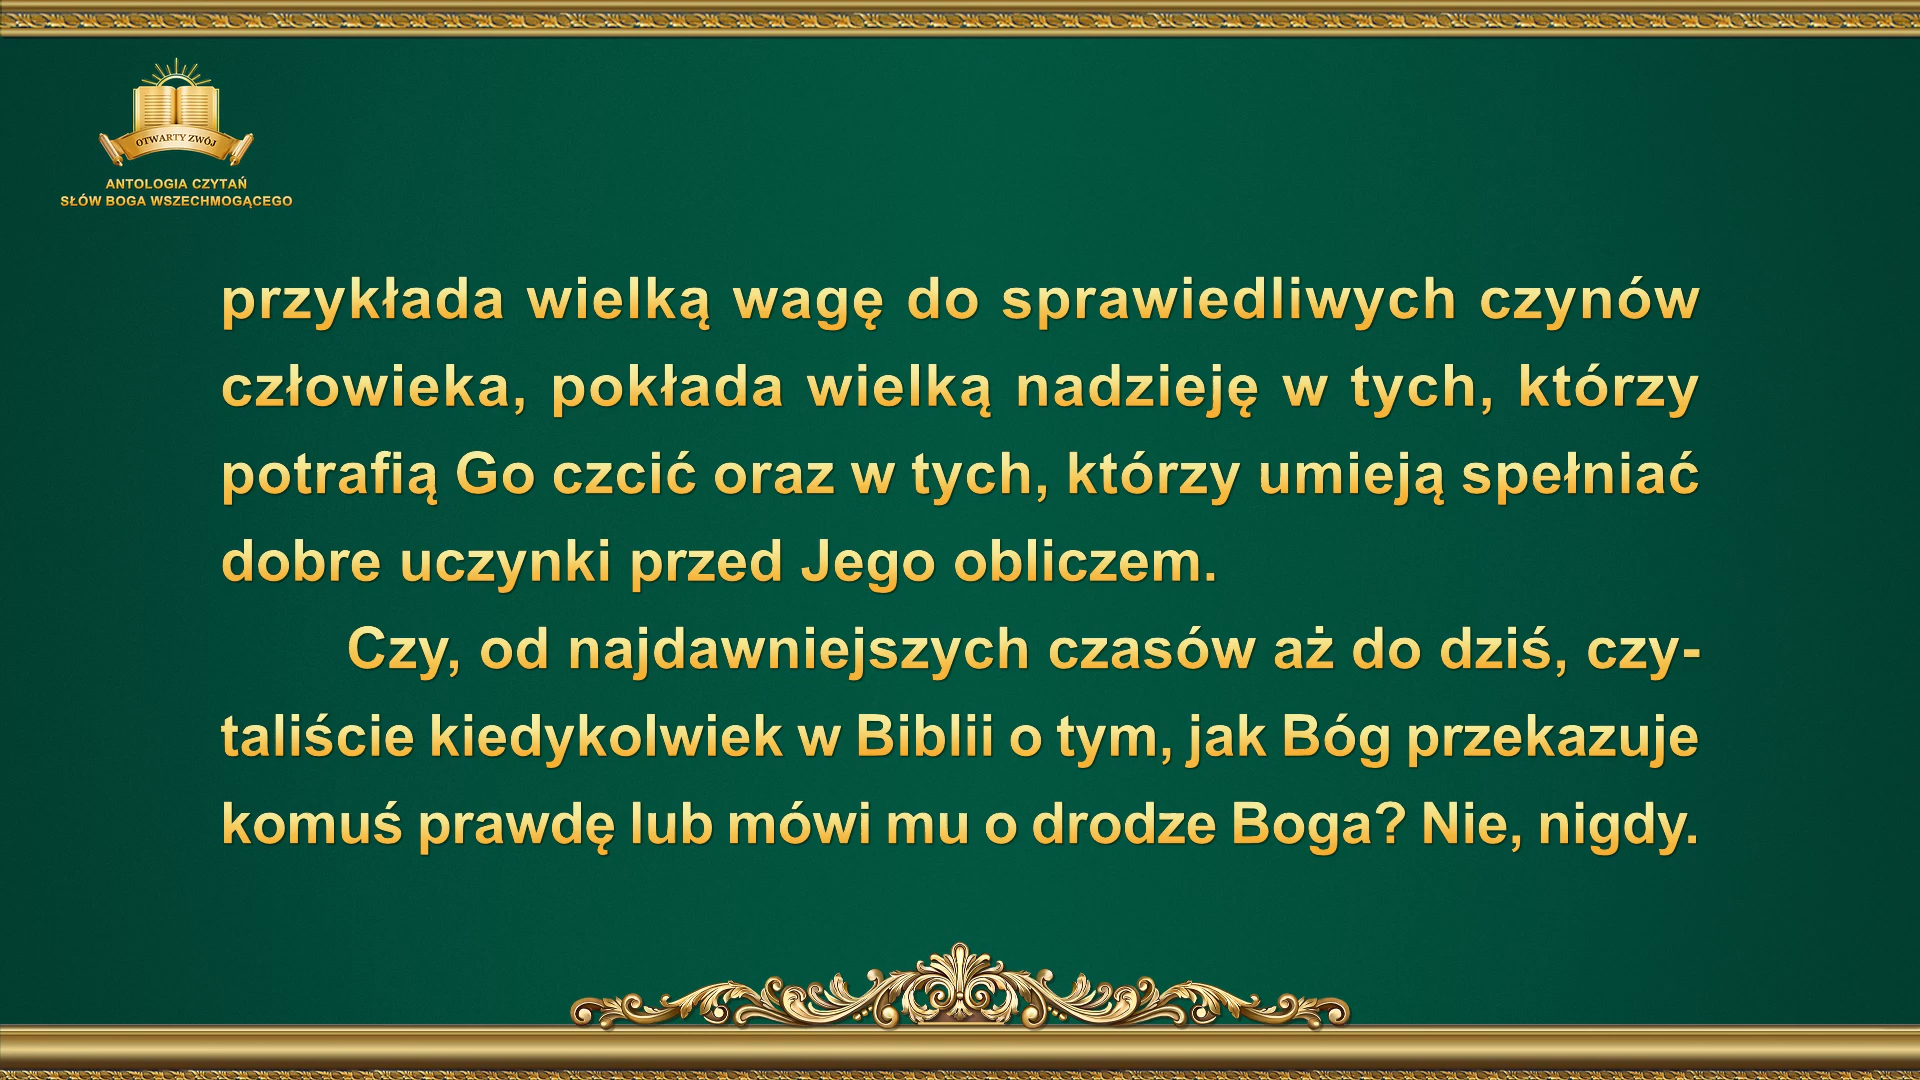 OTWARTY ZWÓJ
ANTOLOGIA CZYTAŃ
SŁÓW BOGA WSZECHMOGĄCEGO
przykłada wielką wagę do sprawiedliwych czynów
człowieka, pokłada wielką nadzieję w tych, którzy
potrafią Go czcić oraz w tych, którzy umieją spełniać
dobre uczynki przed Jego obliczem.
Czy, od najdawniejszych czasów aż do dziś, czy-
taliście kiedykolwiek w Biblii o tym, jak Bóg przekazuje
komuś prawdę lub mówi mu o drodze Boga? Nie, nigdy.